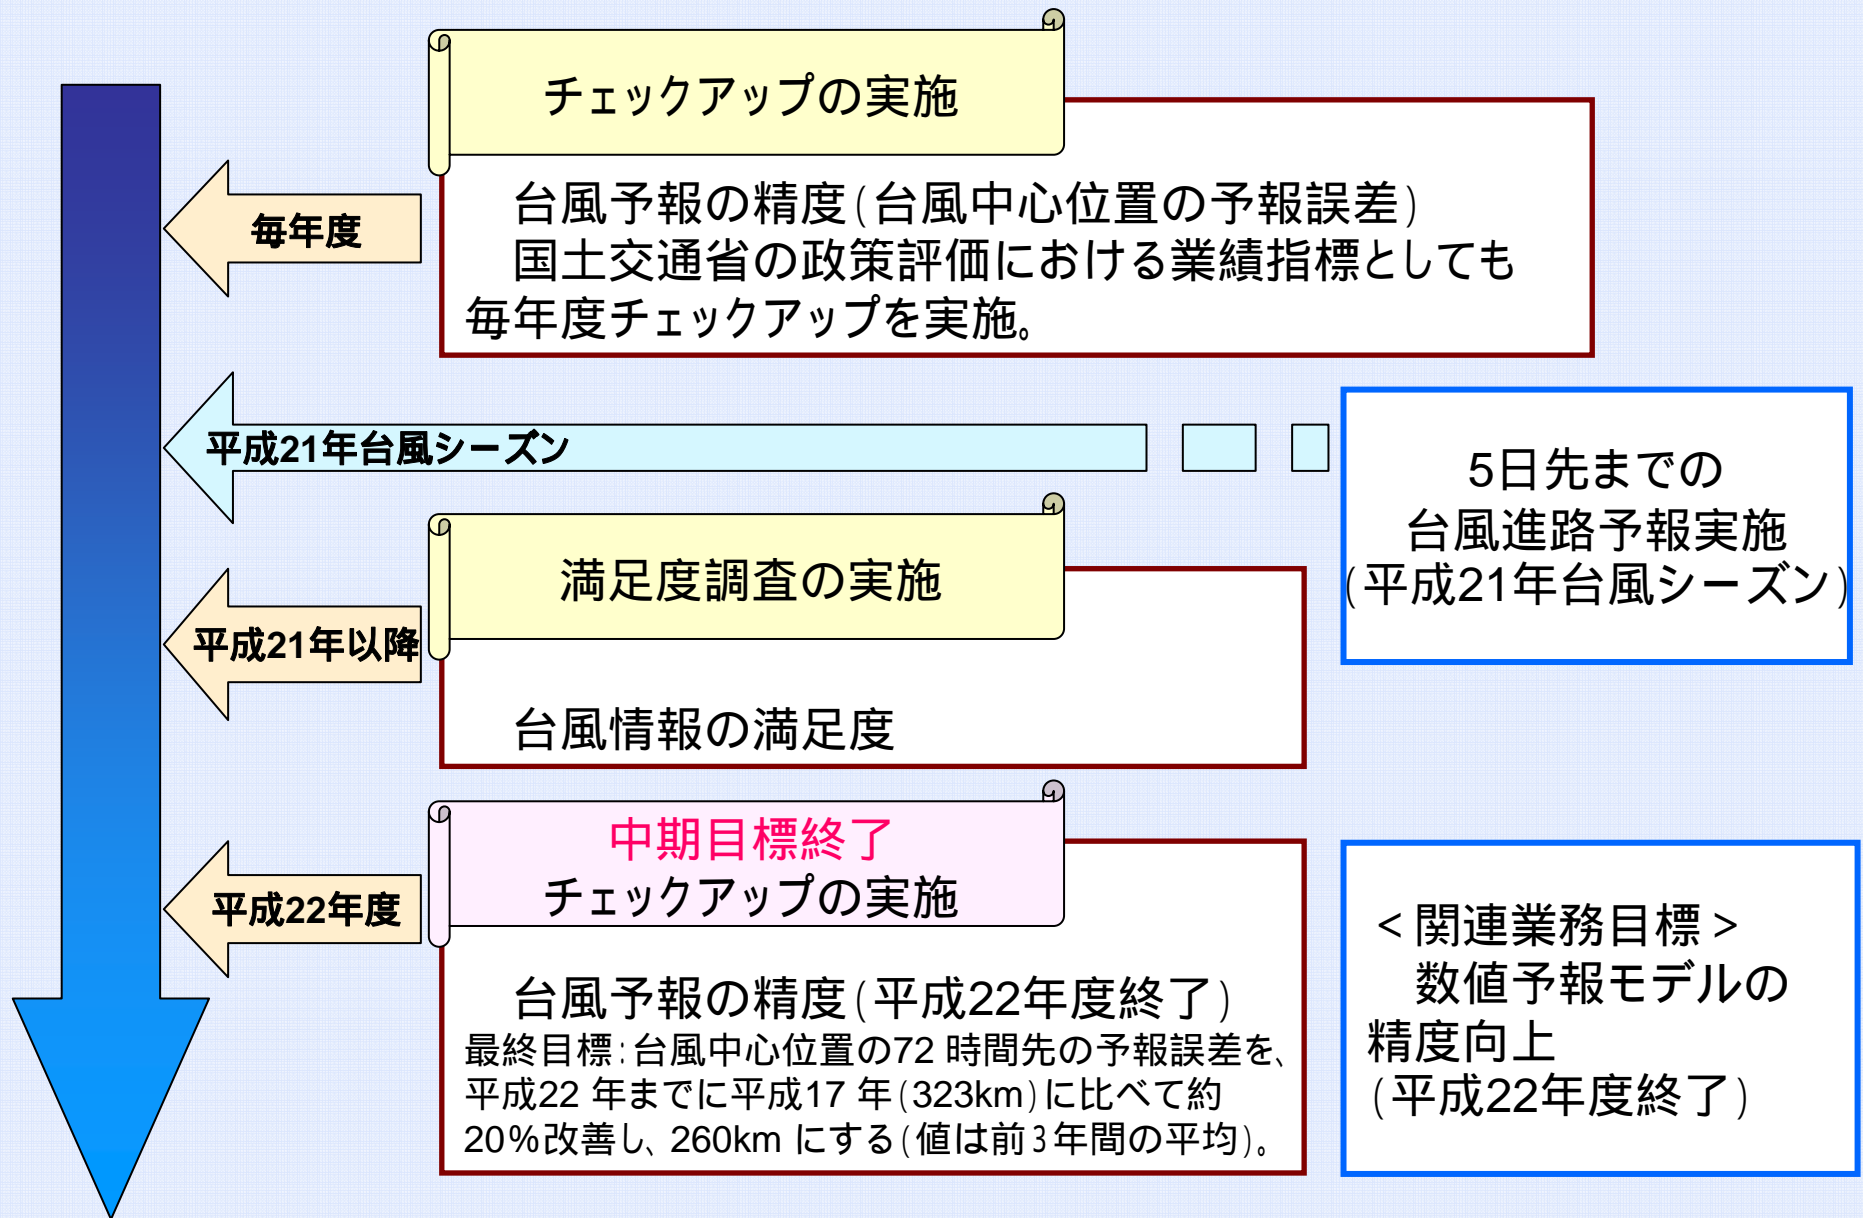 チェックアップの実施
毎年度
台風予報の精度(台風中心位置の予報誤差)
国土交通省の政策評価における業績指標としても
毎年度チェックアップを実施。
平成21年台風シーズン
5日先までの
台風進路予報実施
(平成21年台風シーズン)
満足度調査の実施
平成21年以降
台風情報の満足度
中期目標終了
チェックアップの実施
平成22年度
台風予報の精度(平成22年度終了)
最終目標:台風中心位置の72 時間先の予報誤差を、
平成22 年までに平成17 年(323km)に比べて約
20%改善し、260km にする(値は前3年間の平均)。
<関連業務目標>
数値予報モデルの
精度向上
(平成22年度終了)